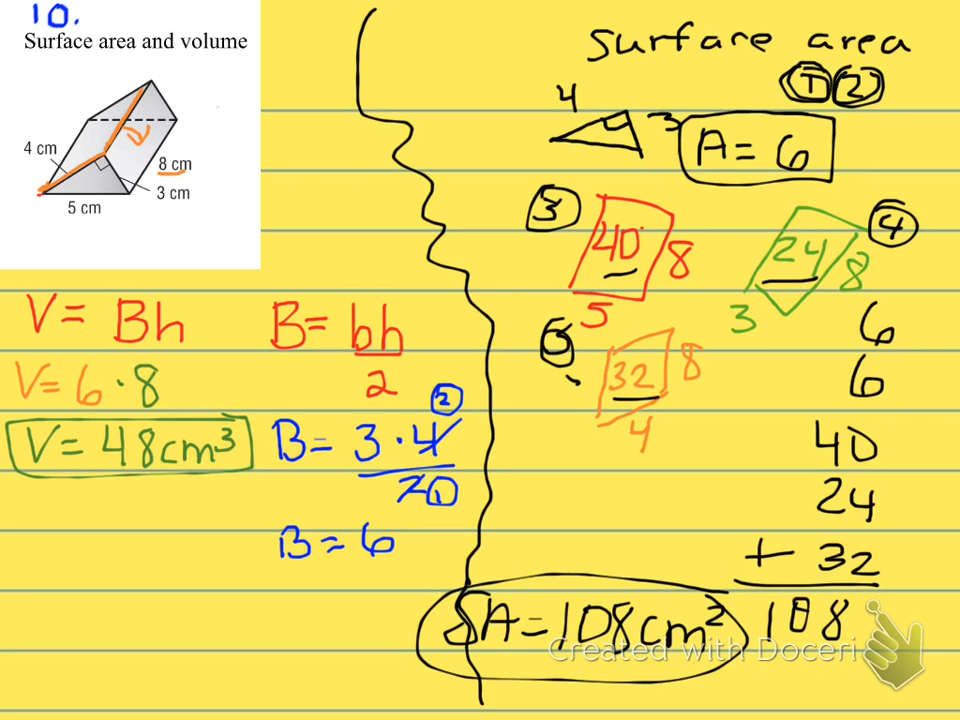 10.
Surface area and volume
4 cm
8 cm
3 cm
5 cm
V = Bh
V = 6 · 8
V = 48cm³
B = bh
2
B = 3 · 4
2
2
1
B = 6
Surface area
1 2
4
3
A = 6
3
40
8
5
4
24
8
3
5
32
8
4
6
6
40
24
+ 32
108
SA = 108cm²
Created with Doceri